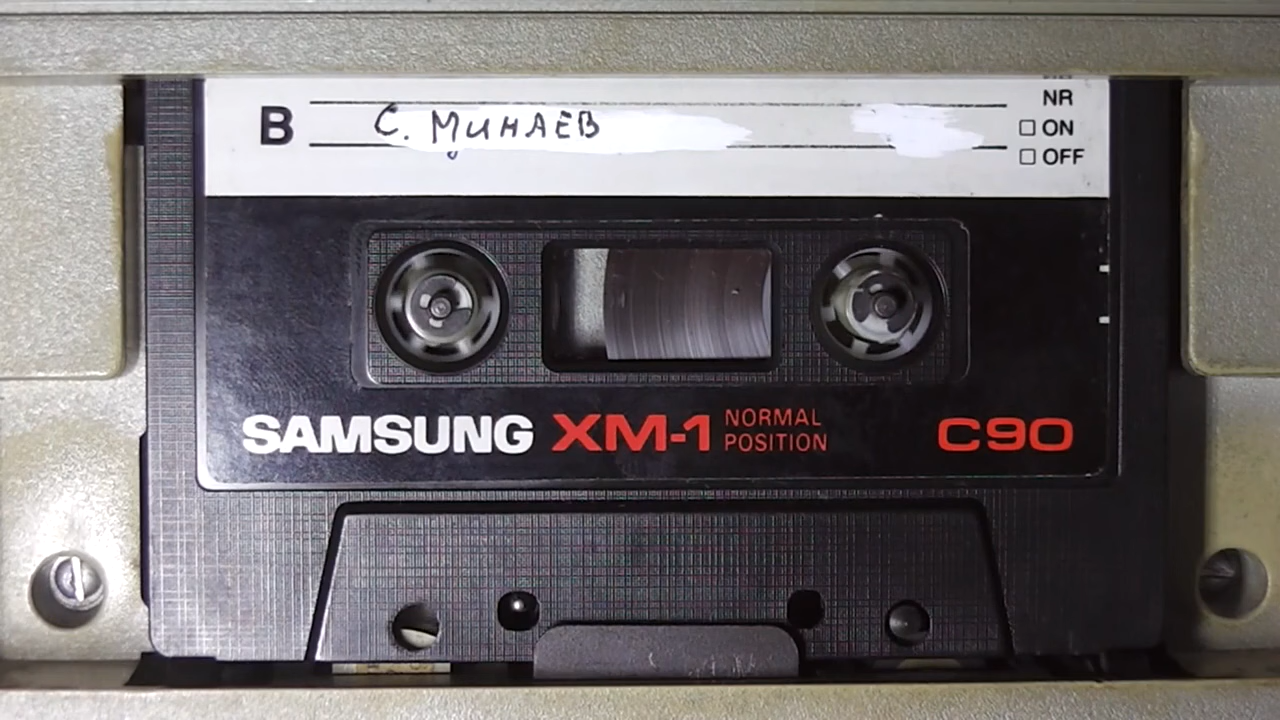 B С. МИНАЕВ
NR
ON
OFF
SAMSUNG XM-1 NORMAL POSITION C90